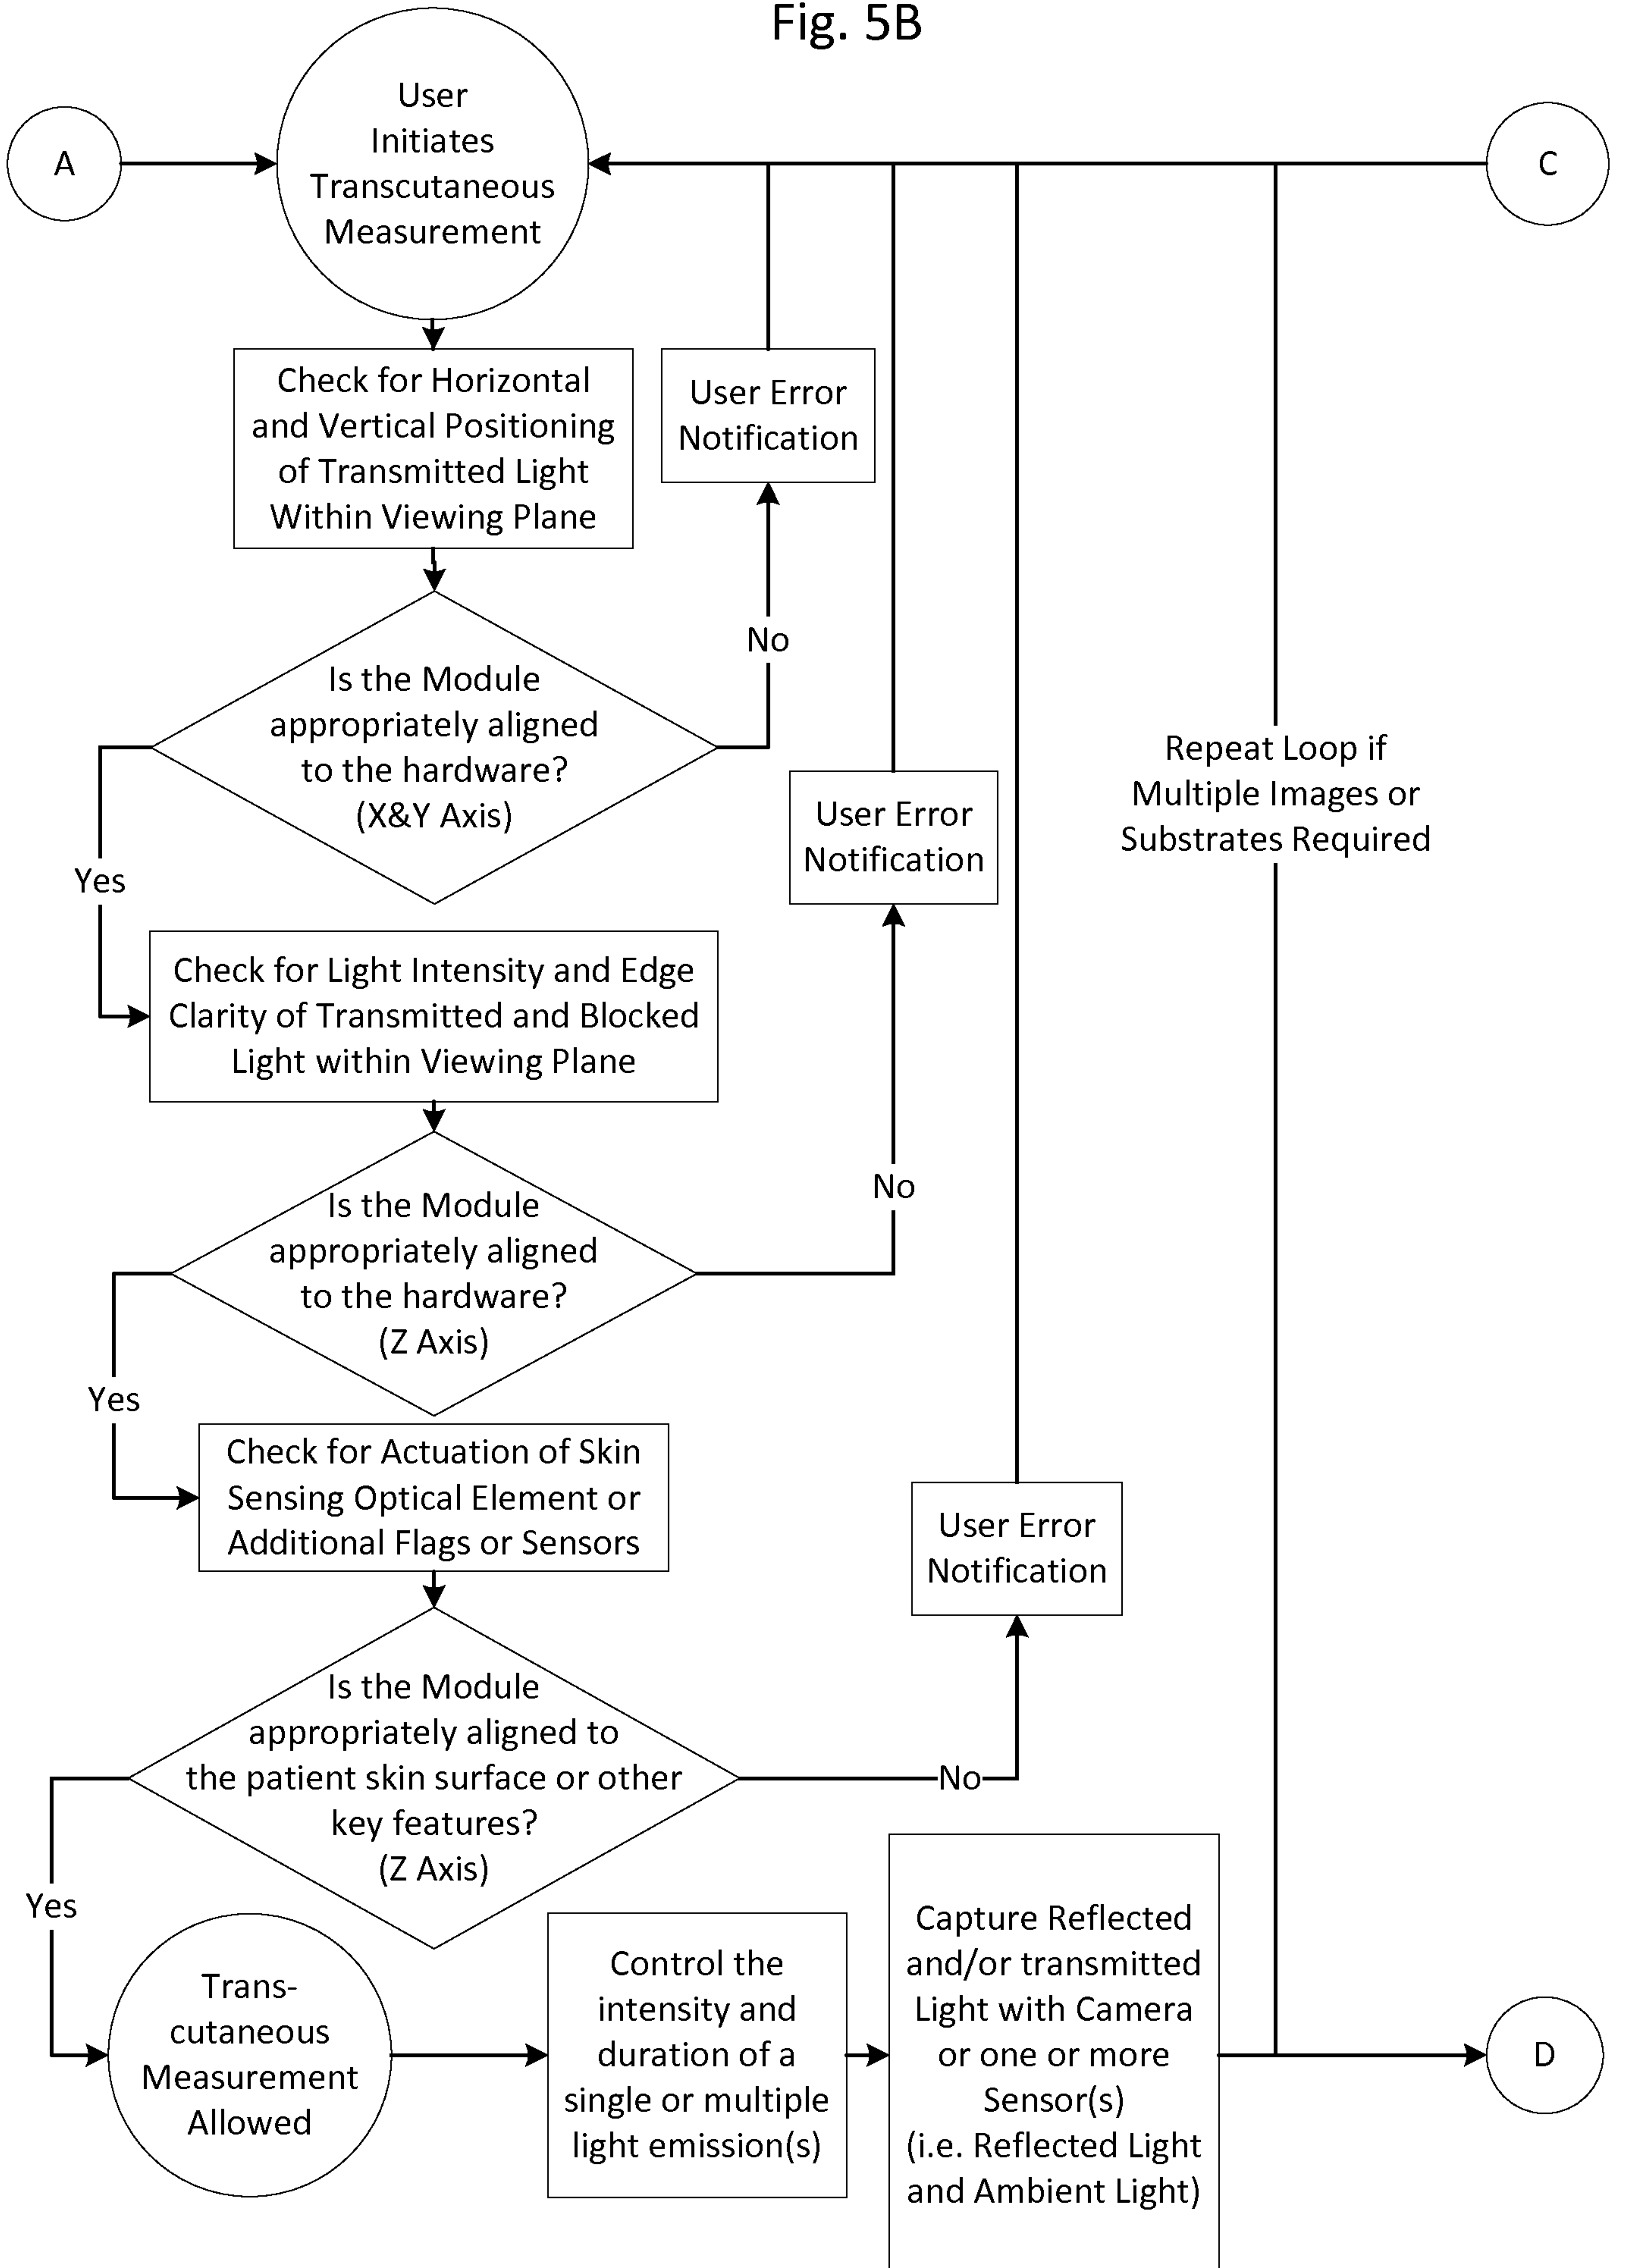 Fig. 5B
A
User
Initiates
Transcutaneous
Measurement
C
Check for Horizontal
and Vertical Positioning
of Transmitted Light
Within Viewing Plane
User Error
Notification
No
Is the Module
appropriately aligned
to the hardware?
(X&Y Axis)
Yes
User Error
Notification
Repeat Loop if
Multiple Images or
Substrates Required
Check for Light Intensity and Edge
Clarity of Transmitted and Blocked
Light within Viewing Plane
No
Is the Module
appropriately aligned
to the hardware?
(Z Axis)
Yes
Check for Actuation of Skin
Sensing Optical Element or
Additional Flags or Sensors
User Error
Notification
Is the Module
appropriately aligned to
the patient skin surface or other
key features?
(Z Axis)
No
Yes
Trans-
cutaneous
Measurement
Allowed
Control the
intensity and
duration of a
single or multiple
light emission(s)
Capture Reflected
and/or transmitted
Light with Camera
or one or more
Sensor(s)
(i.e. Reflected Light
and Ambient Light)
D